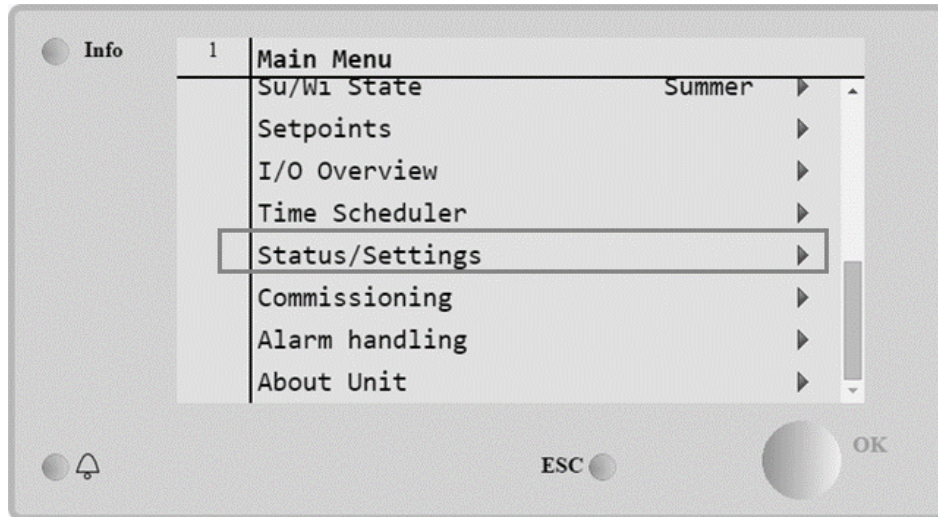 Info
1 Main Menu
Su/Wi State Summer
Setpoints
I/O Overview
Time Scheduler
Status/Settings
Commissioning
Alarm handling
About Unit
ESC
OK